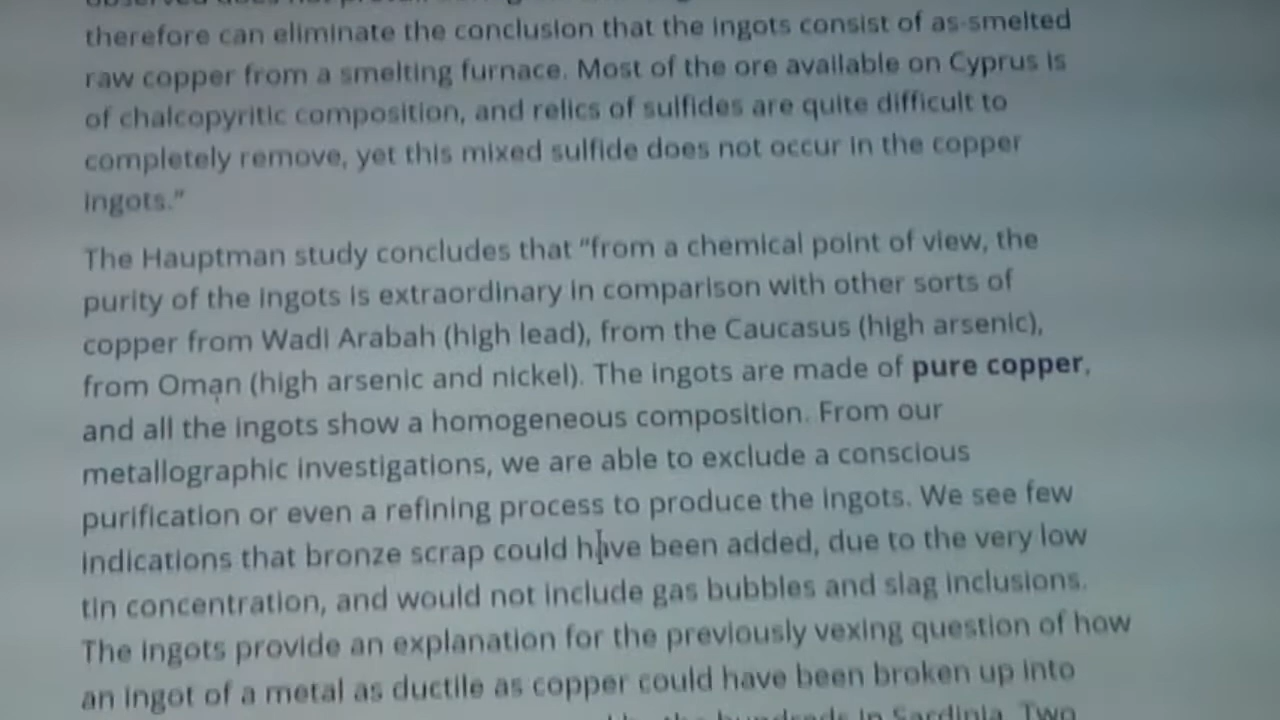 therefore can eliminate the conclusion that the ingots consist of as-smelted
raw copper from a smelting furnace. Most of the ore available on Cyprus is
of chalcopyritic composition, and relics of sulfides are quite difficult to
completely remove, yet this mixed sulfide does not occur in the copper
ingots.”
The Hauptman study concludes that “from a chemical point of view, the
purity of the ingots is extraordinary in comparison with other sorts of
copper from Wadi Arabah (high lead), from the Caucasus (high arsenic),
from Oman (high arsenic and nickel). The ingots are made of pure copper,
and all the ingots show a homogeneous composition. From our
metallographic investigations, we are able to exclude a conscious
purification or even a refining process to produce the ingots. We see few
indications that bronze scrap could have been added, due to the very low
tin concentration, and would not include gas bubbles and slag inclusions.
The ingots provide an explanation for the previously vexing question of how
an ingot of a metal as ductile as copper could have been broken up into
hundreds in Sardinia. Two